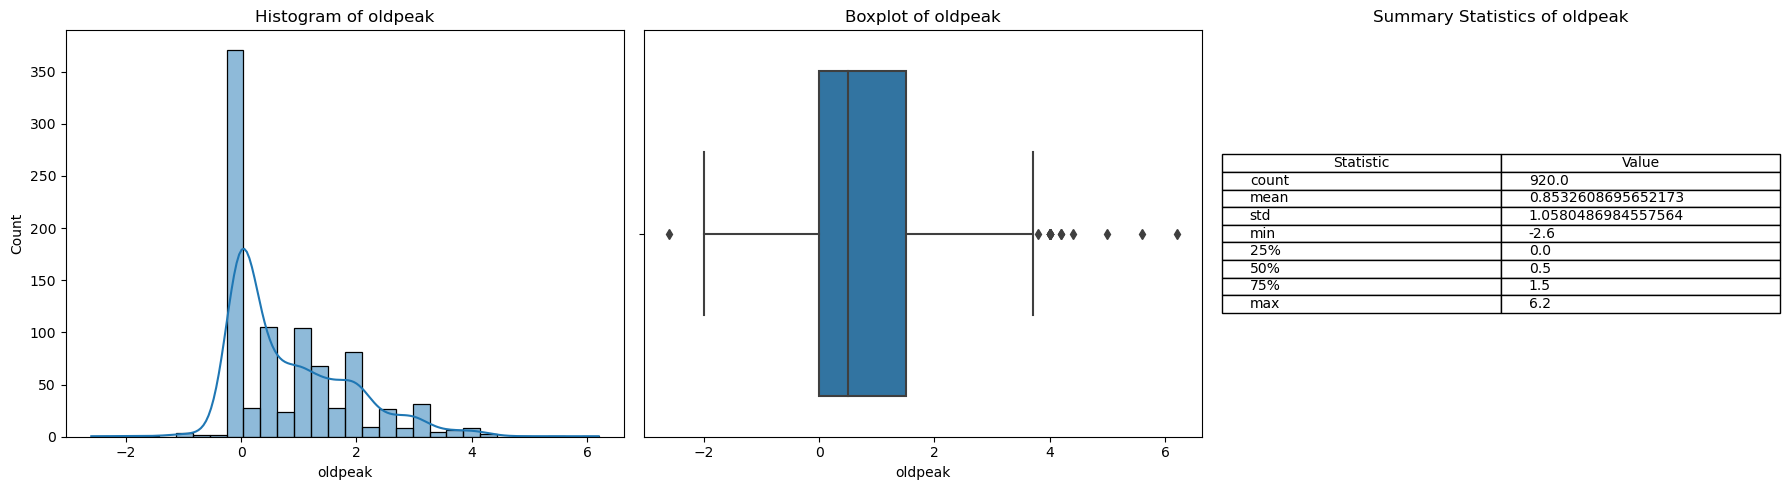 Histogram of oldpeak
350
300
250
200
150
100
50
0
Count
−2 0 2 4 6
oldpeak
Boxplot of oldpeak
−2 0 2 4 6
oldpeak
Summary Statistics of oldpeak
Statistic Value
count 920.0
mean 0.8532608695652173
std 1.0580486984557564
min -2.6
25% 0.0
50% 0.5
75% 1.5
max 6.2